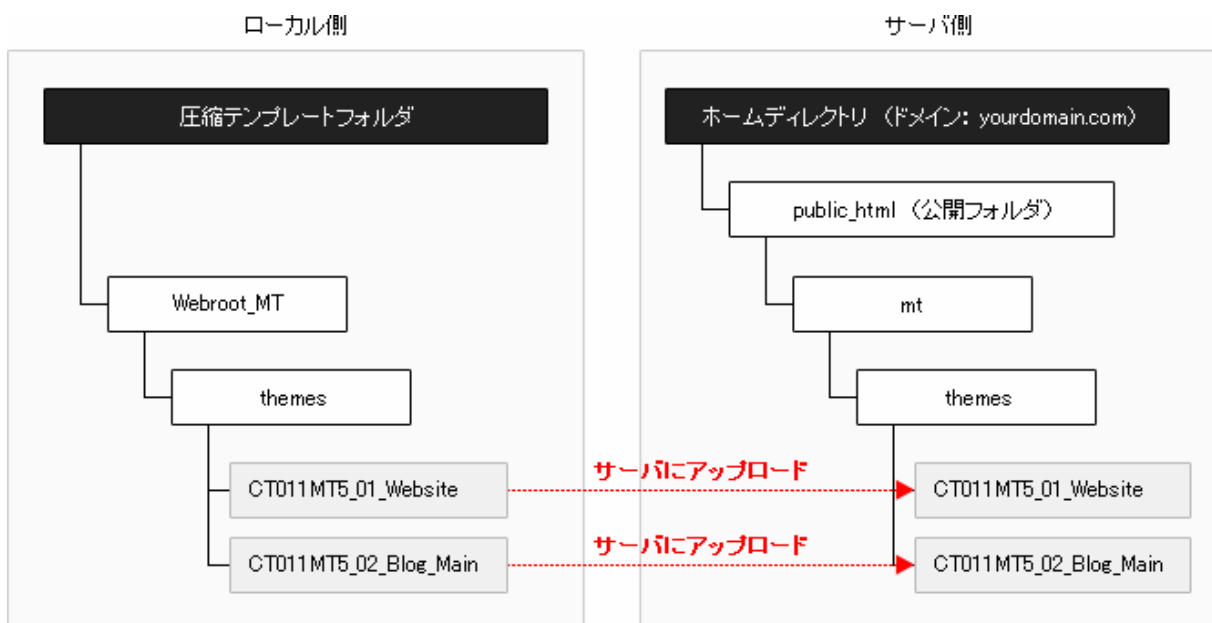 ローカル側
サーバ側
圧縮テンプレートフォルダ
ホームディレクトリ（ドメイン: yourdomain.com）
public_html（公開フォルダ）
Webroot_MT
mt
themes
themes
サーバにアップロード
CT011MT5_01_Website
CT011MT5_01_Website
サーバにアップロード
CT011MT5_02_Blog_Main
CT011MT5_02_Blog_Main